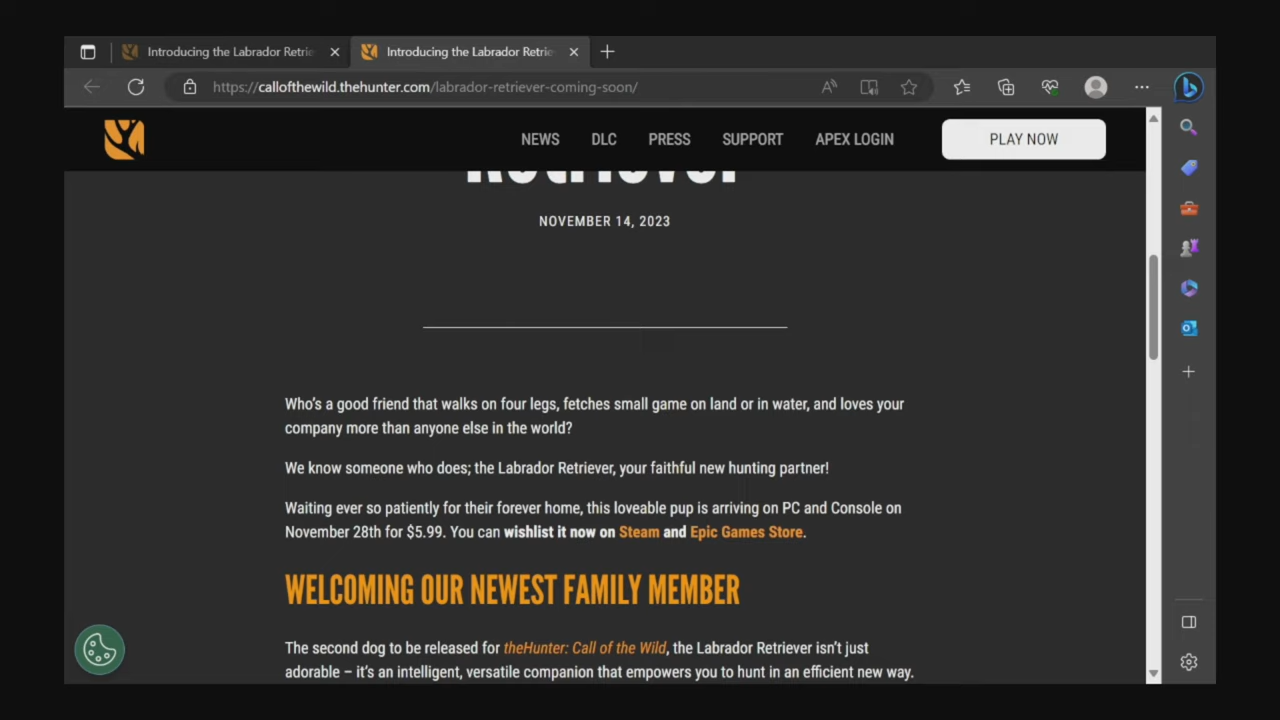 Introducing the Labrador Retrie
Introducing the Labrador Retrie
https://callofthewild.thehunter.com/labrador-retriever-coming-soon/
NEWS DLC PRESS SUPPORT APEX LOGIN PLAY NOW
Retriever
NOVEMBER 14, 2023
Who's a good friend that walks on four legs, fetches small game on land or in water, and loves your
company more than anyone else in the world?
We know someone who does; the Labrador Retriever, your faithful new hunting partner!
Waiting ever so patiently for their forever home, this loveable pup is arriving on PC and Console on
November 28th for $5.99. You can wishlist it now on Steam and Epic Games Store.
WELCOMING OUR NEWEST FAMILY MEMBER
The second dog to be released for theHunter: Call of the Wild, the Labrador Retriever isn't just
adorable – it's an intelligent, versatile companion that empowers you to hunt in an efficient new way.